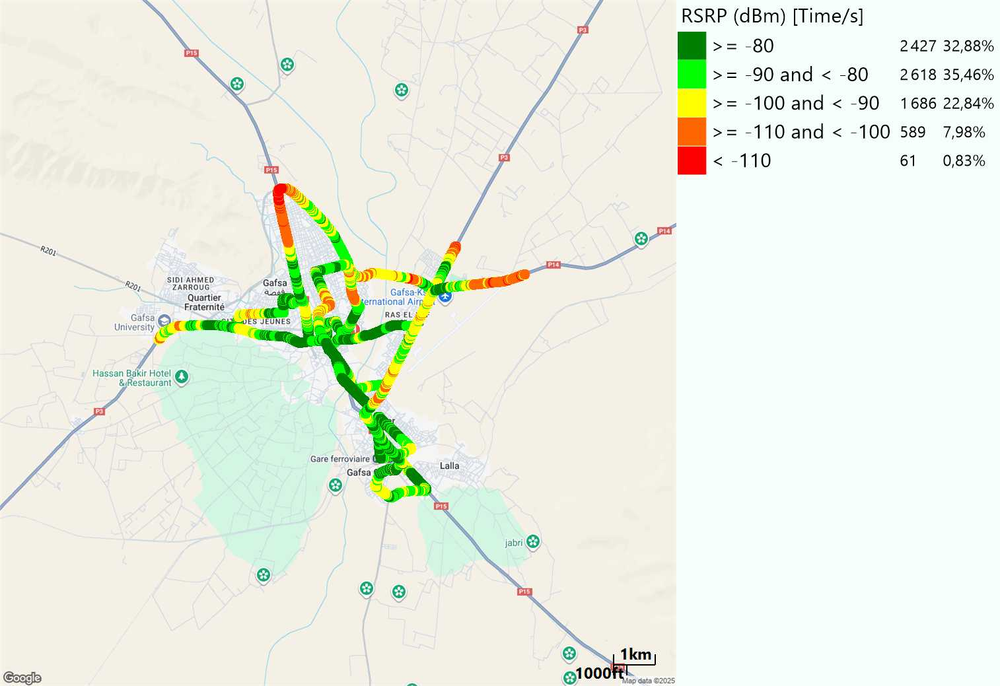 RSRP (dBm) [Time/s]
>= -80 2 427 32,88%
>= -90 and < -80 2 618 35,46%
>= -100 and < -90 1 686 22,84%
>= -110 and < -100 589 7,98%
< -110 61 0,83%
P3
P15
P3
P15
P14
R201
P14
SIDI AHMED
ZARROUG
R201
Gafsa
قفصة
Quartier
Fraternité
Gafsa-Ks
ternational Airp
Gafsa
University
DES JEUNES
RAS EL
Hassan Bakir Hotel
& Restaurant
P3
Gare ferroviaire
Gafsa
Lalla
P15
jabri
P15
1km
1000ft
Google
Map data ©2025